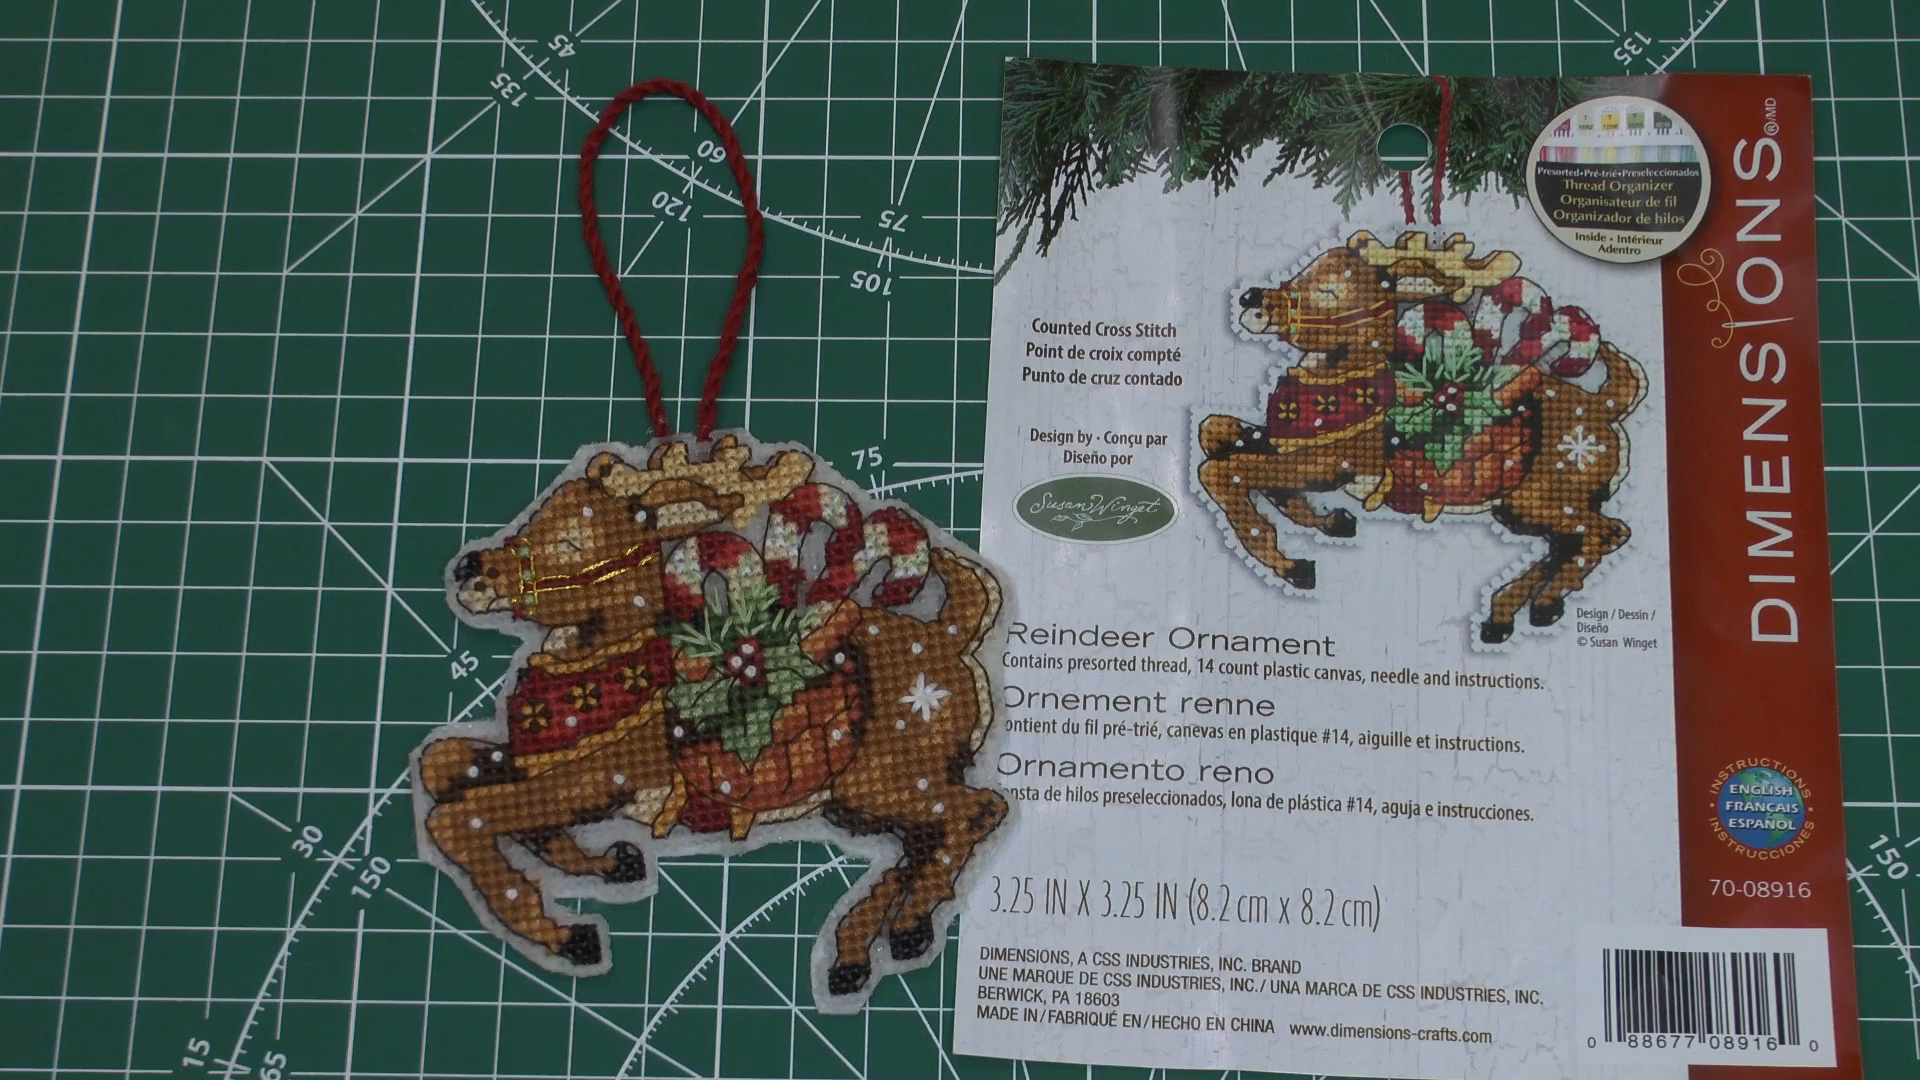 45
135
60
120
75
105
75
45
30
150
15
65
135
150
Presorted•Pré-trié•Preseleccionados
Thread Organizer
Organisateur de fil
Organizador de hilos
Inside • Intérieur
Adentro
DIMENSIONS®/MD
Counted Cross Stitch
Point de croix compté
Punto de cruz contado
Design by · Conçu par
Diseño por
Susan Winget
Design / Dessin /
Diseño
© Susan Winget
Reindeer Ornament
Contains presorted thread, 14 count plastic canvas, needle and instructions.
Ornement renne
ontient du fil pré-trié, canevas en plastique #14, aiguille et instructions.
Ornamento reno
onsta de hilos preseleccionados, lona de plástica #14, aguja e instrucciones.
INSTRUCTIONS
ENGLISH
FRANÇAIS
ESPAÑOL
INSTRUCCIONES
70-08916
3.25 IN X 3.25 IN (8.2 cm x 8.2 cm)
DIMENSIONS, A CSS INDUSTRIES, INC. BRAND
UNE MARQUE DE CSS INDUSTRIES, INC. / UNA MARCA DE CSS INDUSTRIES, INC.
BERWICK, PA 18603
MADE IN / FABRIQUÉ EN / HECHO EN CHINA www.dimensions-crafts.com
0 88677 08916 0